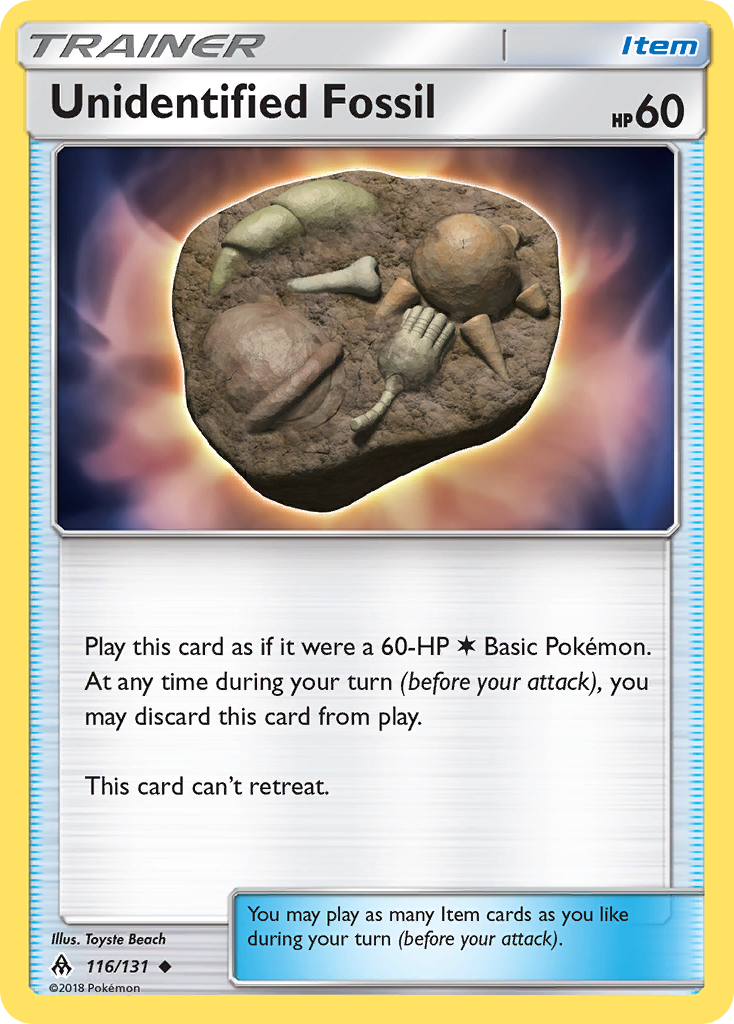 TRAINER
Item
Unidentified Fossil
HP60
Play this card as if it were a 60-HP ✶ Basic Pokémon.
At any time during your turn (before your attack), you
may discard this card from play.
This card can't retreat.
You may play as many Item cards as you like
during your turn (before your attack).
Illus. Toyste Beach
116/131 ◆
©2018 Pokémon